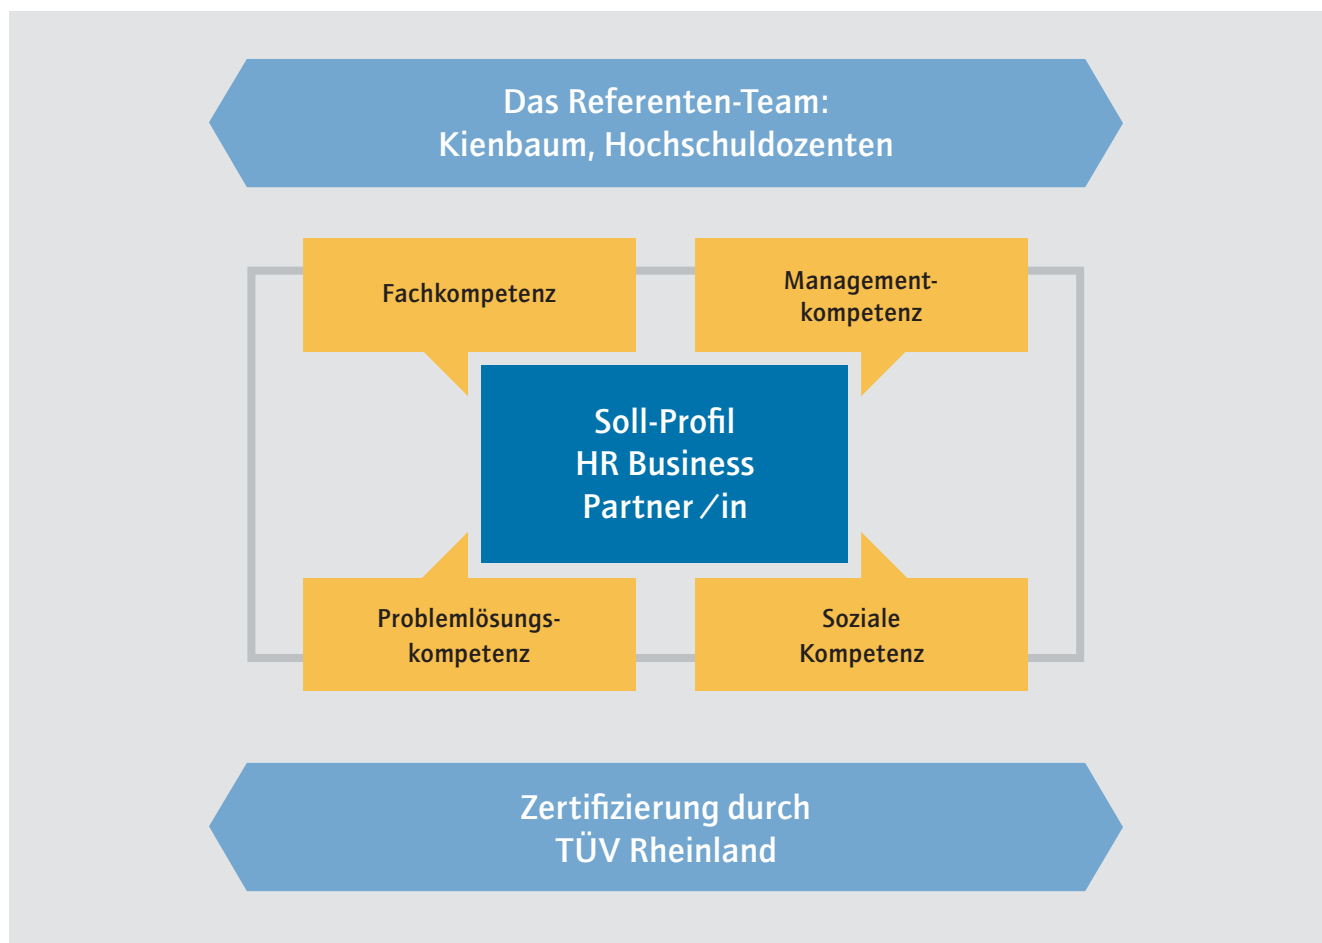 Das Referenten-Team:
Kienbaum, Hochschuldozenten
Fachkompetenz
Management-
kompetenz
Soll-Profil
HR Business
Partner/in
Problemlösungs-
kompetenz
Soziale
Kompetenz
Zertifizierung durch
TÜV Rheinland